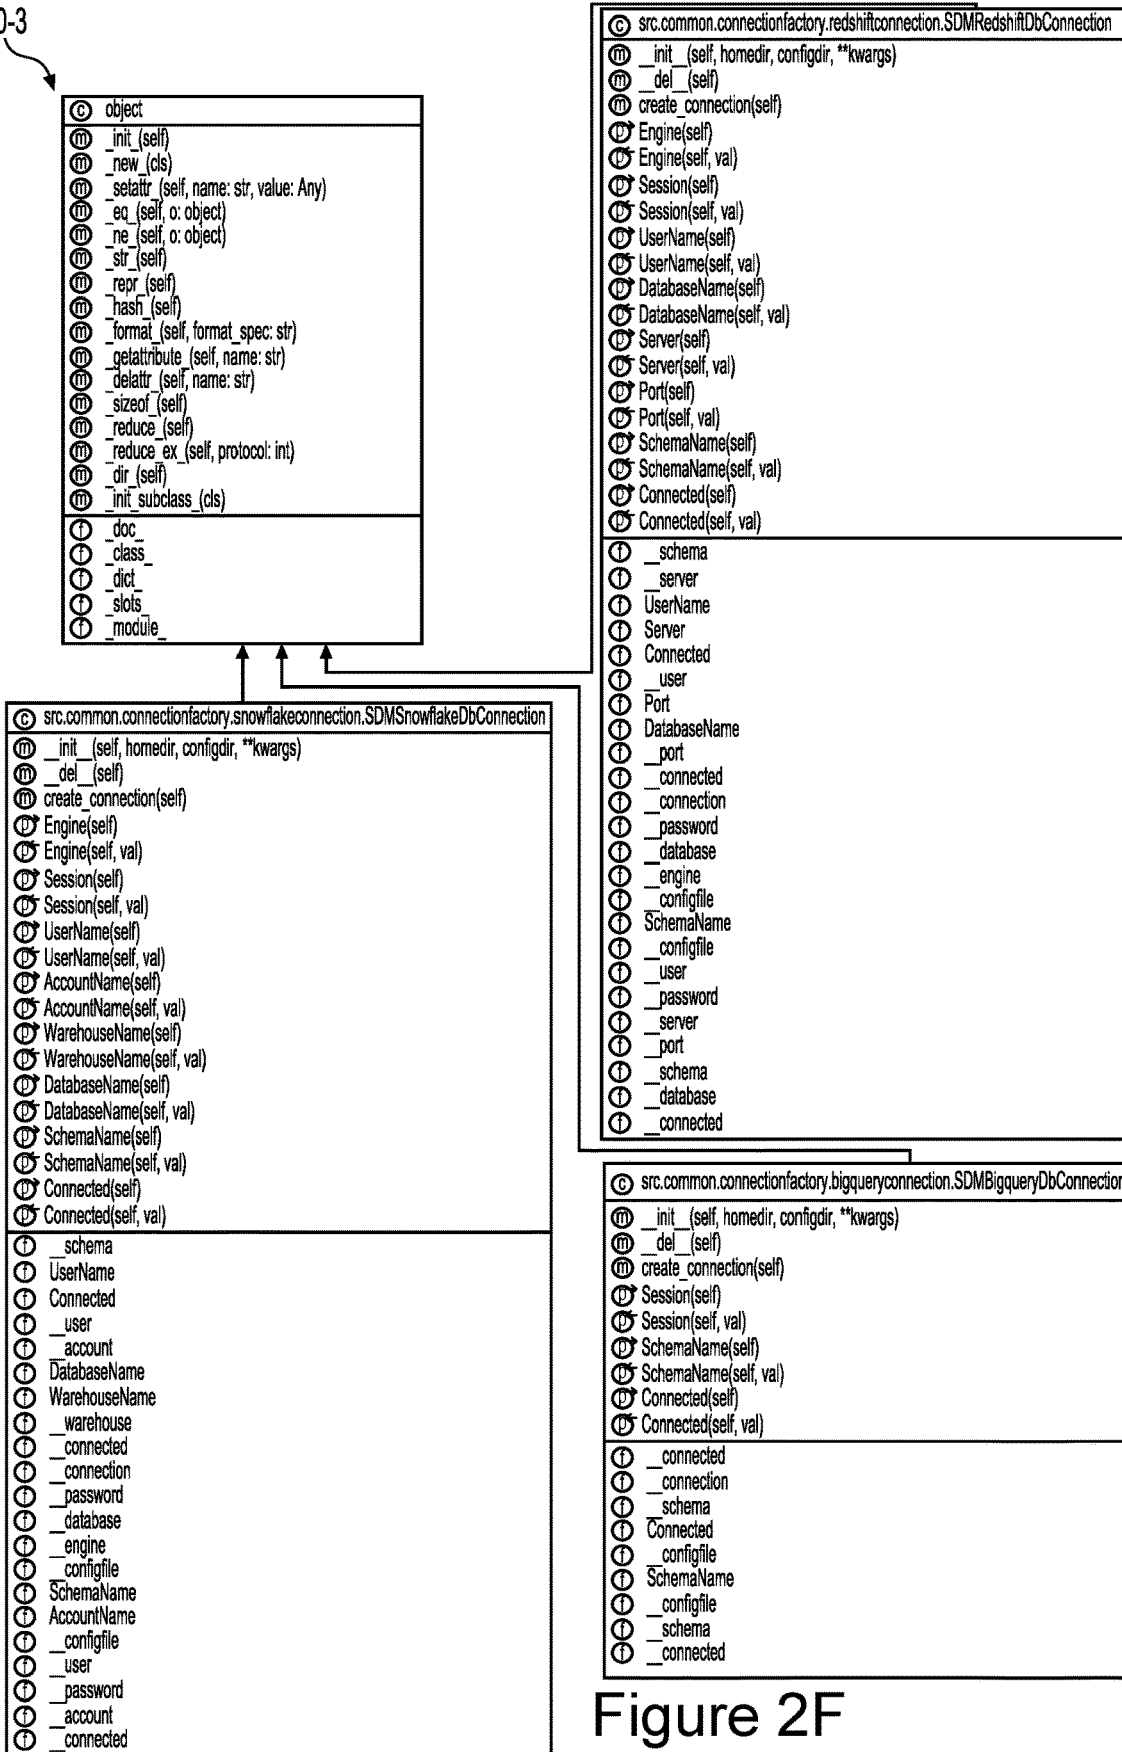 0-3
object
_init_(self)
_new_(cls)
_setattr_(self, name: str, value: Any)
_eq_(self, o: object)
_ne_(self, o: object)
_str_(self)
_repr_(self)
_hash_(self)
_format_(self, format_spec: str)
_getattribute_(self, name: str)
_delattr_(self, name: str)
_sizeof_(self)
_reduce_(self)
_reduce_ex_(self, protocol: int)
_dir_(self)
_init_subclass_(cls)
_doc_
_class_
_dict_
_slots_
_module_
src.common.connectionfactory.snowflakeconnection.SDMSnowflakeDbConnection
__init__(self, homedir, configdir, **kwargs)
__del__(self)
create_connection(self)
Engine(self)
Engine(self, val)
Session(self)
Session(self, val)
UserName(self)
UserName(self, val)
AccountName(self)
AccountName(self, val)
WarehouseName(self)
WarehouseName(self, val)
DatabaseName(self)
DatabaseName(self, val)
SchemaName(self)
SchemaName(self, val)
Connected(self)
Connected(self, val)
__schema
UserName
Connected
__user
__account
DatabaseName
WarehouseName
__warehouse
__connected
__connection
__password
__database
__engine
__configfile
SchemaName
AccountName
__configfile
__user
__password
__account
__connected
src.common.connectionfactory.redshiftconnection.SDMRedshiftDbConnection
__init__(self, homedir, configdir, **kwargs)
__del__(self)
create_connection(self)
Engine(self)
Engine(self, val)
Session(self)
Session(self, val)
UserName(self)
UserName(self, val)
DatabaseName(self)
DatabaseName(self, val)
Server(self)
Server(self, val)
Port(self)
Port(self, val)
SchemaName(self)
SchemaName(self, val)
Connected(self)
Connected(self, val)
__schema
__server
UserName
Server
Connected
__user
Port
DatabaseName
__port
__connected
__connection
__password
__database
__engine
__configfile
SchemaName
__configfile
__user
__password
__server
__port
__schema
__database
__connected
src.common.connectionfactory.bigqueryconnection.SDMBigqueryDbConnection
__init__(self, homedir, configdir, **kwargs)
__del__(self)
create_connection(self)
Session(self)
Session(self, val)
SchemaName(self)
SchemaName(self, val)
Connected(self)
Connected(self, val)
__connected
__connection
__schema
Connected
__configfile
SchemaName
__configfile
__schema
__connected
Figure 2F